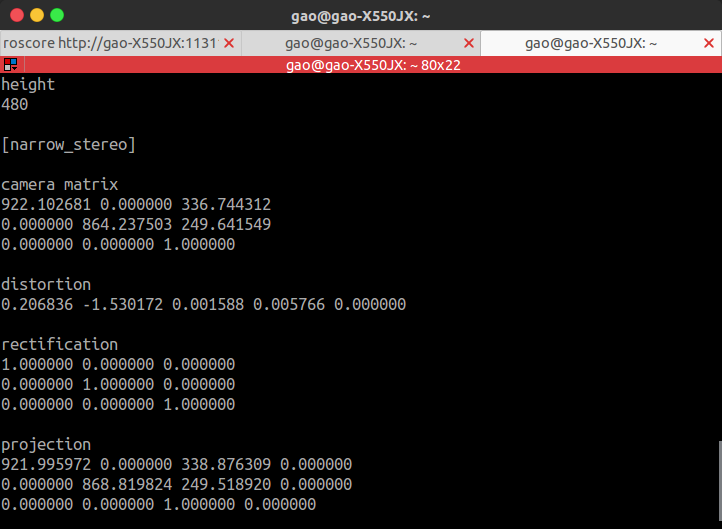 gao@gao-X550JX: ~
roscore http://gao-X550JX:1131
gao@gao-X550JX: ~
gao@gao-X550JX: ~
gao@gao-X550JX: ~ 80x22
height
480
[narrow_stereo]
camera matrix
922.102681 0.000000 336.744312
0.000000 864.237503 249.641549
0.000000 0.000000 1.000000
distortion
0.206836 -1.530172 0.001588 0.005766 0.000000
rectification
1.000000 0.000000 0.000000
0.000000 1.000000 0.000000
0.000000 0.000000 1.000000
projection
921.995972 0.000000 338.876309 0.000000
0.000000 868.819824 249.518920 0.000000
0.000000 0.000000 1.000000 0.000000